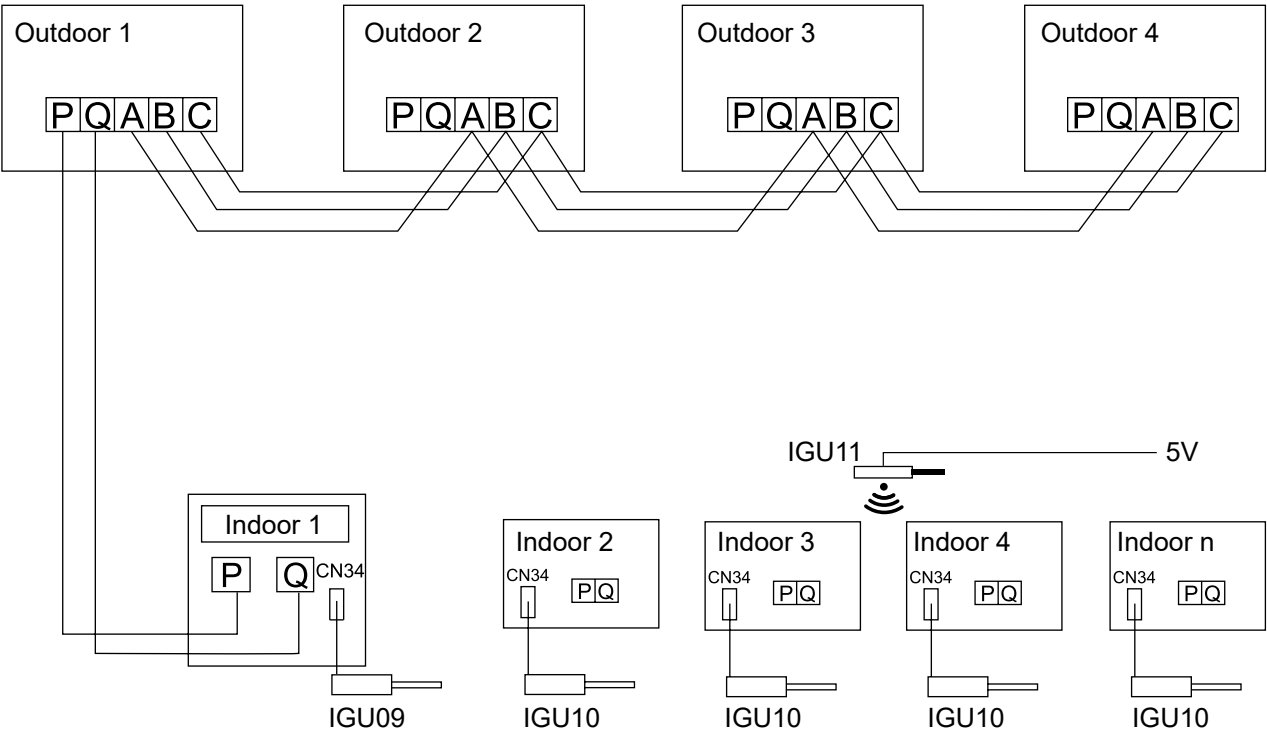 Outdoor 1
Outdoor 2
Outdoor 3
Outdoor 4
P Q A B C
P Q A B C
P Q A B C
P Q A B C
IGU11
5V
Indoor 1
P
Q
CN34
IGU09
Indoor 2
CN34
P Q
IGU10
Indoor 3
CN34
P Q
IGU10
Indoor 4
CN34
P Q
IGU10
Indoor n
CN34
P Q
IGU10